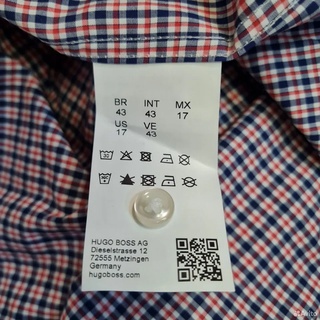 BR INT MX
43 43 17
US VE
17 43
HUGO BOSS AG
Dieselstrasse 12
72555 Metzingen
Germany
hugoboss.com